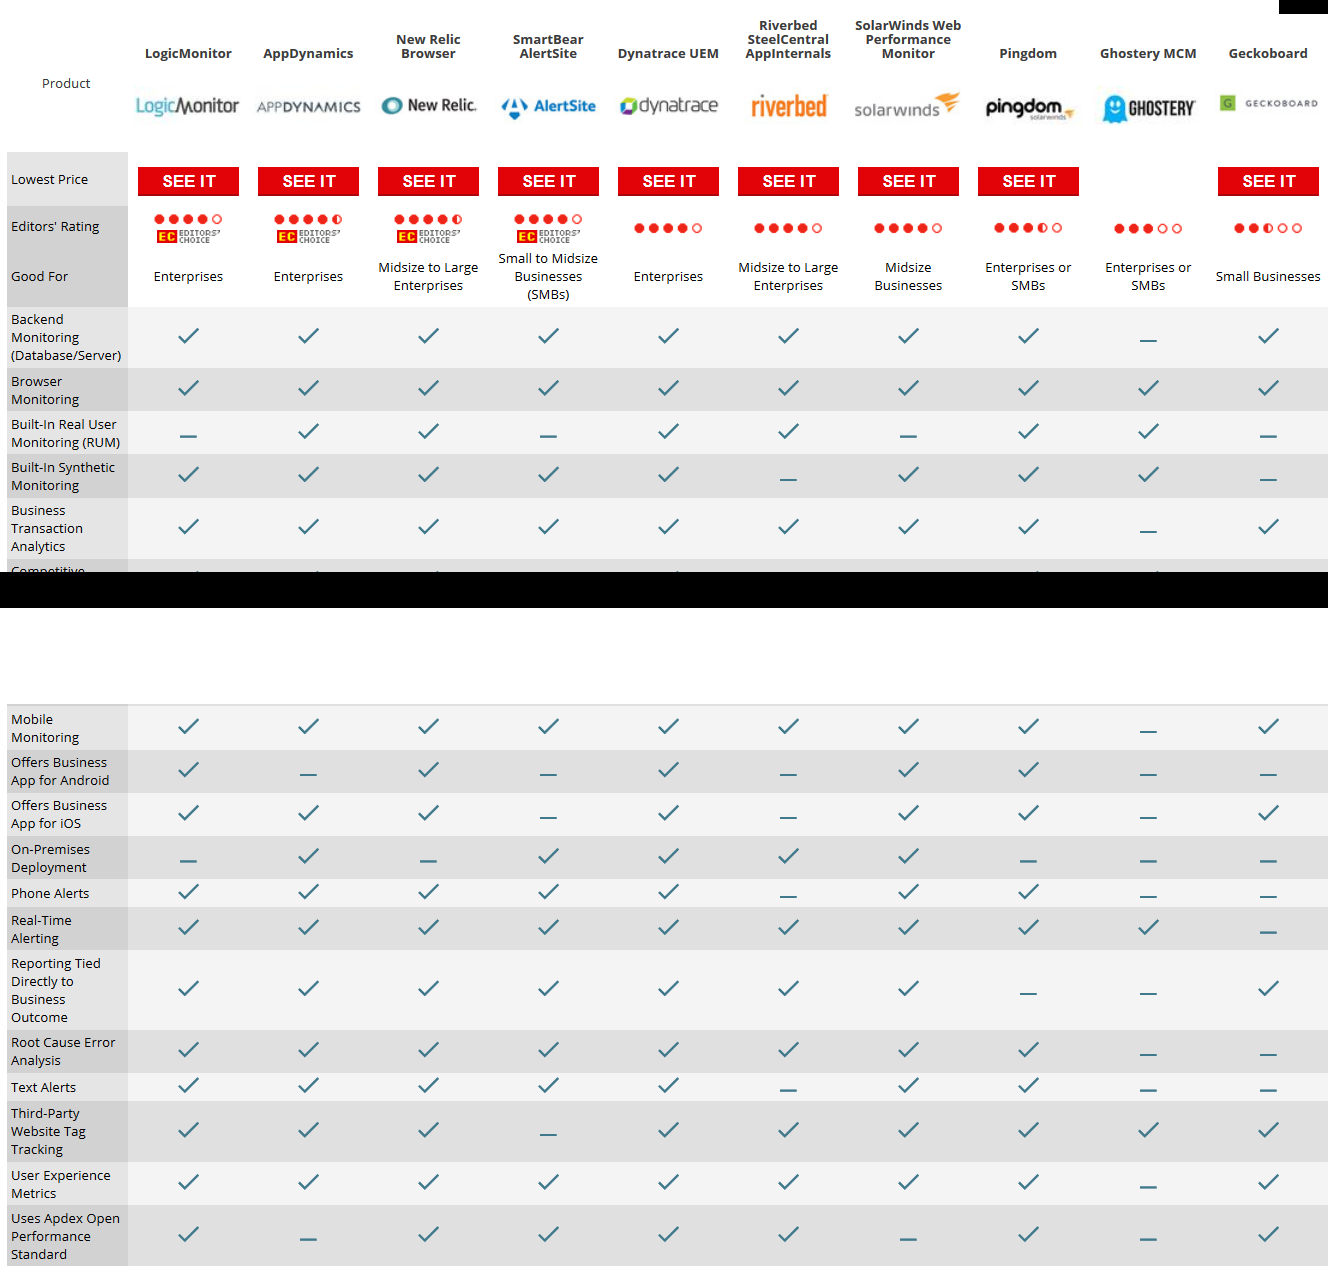 Product
LogicMonitor
AppDynamics
New Relic
Browser
SmartBear
AlertSite
Dynatrace UEM
Riverbed
SteelCentral
AppInternals
SolarWinds Web
Performance
Monitor
Pingdom
Ghostery MCM
Geckoboard
LogicMonitor
APPDYNAMICS
New Relic.
AlertSite
dynatrace
riverbed
solarwinds
pingdom
solarwinds
GHOSTERY
G GECKOBOARD
Lowest Price
SEE IT SEE IT SEE IT SEE IT SEE IT SEE IT SEE IT SEE IT SEE IT
Editors' Rating
EC EDITORS' CHOICE
EC EDITORS' CHOICE
EC EDITORS' CHOICE
EC EDITORS' CHOICE
Good For
Enterprises
Enterprises
Midsize to Large
Enterprises
Small to Midsize
Businesses
(SMBs)
Enterprises
Midsize to Large
Enterprises
Midsize
Businesses
Enterprises or
SMBs
Enterprises or
SMBs
Small Businesses
Backend
Monitoring
(Database/Server)
Browser
Monitoring
Built-In Real User
Monitoring (RUM)
Built-In Synthetic
Monitoring
Business
Transaction
Analytics
Competitive
Mobile
Monitoring
Offers Business
App for Android
Offers Business
App for iOS
On-Premises
Deployment
Phone Alerts
Real-Time
Alerting
Reporting Tied
Directly to
Business
Outcome
Root Cause Error
Analysis
Text Alerts
Third-Party
Website Tag
Tracking
User Experience
Metrics
Uses Apdex Open
Performance
Standard